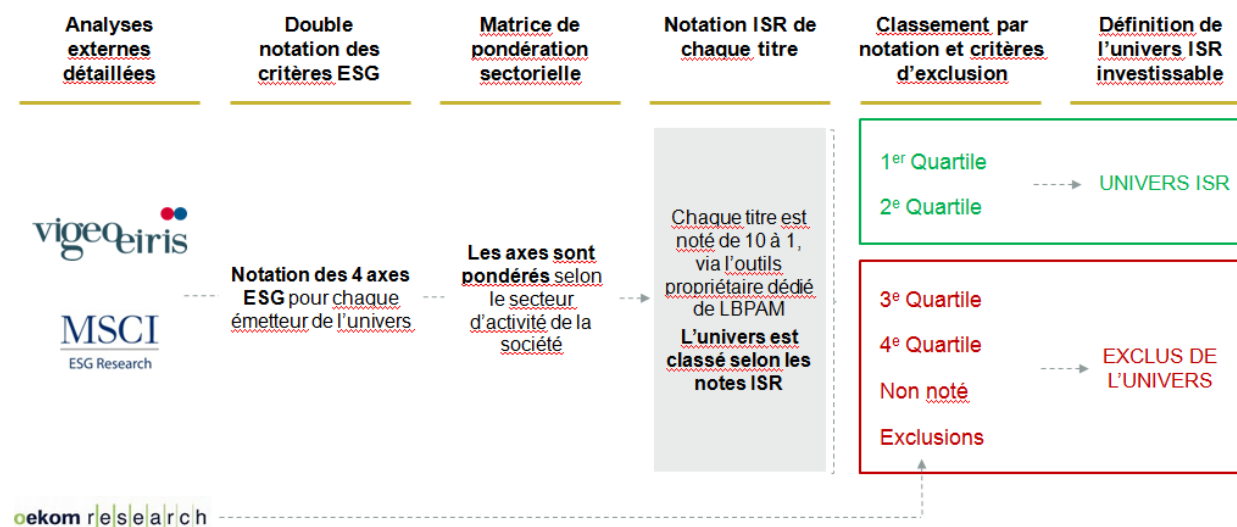 Analyses
externes
détaillées
Double
notation des
critères ESG
Matrice de
pondération
sectorielle
Notation ISR de
chaque titre
Classement par
notation et critères
d'exclusion
Définition de
l'univers ISR
investissable
vigeoeiris
MSCI
ESG Research
Notation des 4 axes
ESG pour chaque
émetteur de l'univers
Les axes sont
pondérés selon
le secteur
d'activité de la
société
Chaque titre est
noté de 10 à 1,
via l'outils
propriétaire dédié
de LBPAM
L'univers est
classé selon les
notes ISR
1er Quartile
2e Quartile
UNIVERS ISR
3e Quartile
4e Quartile
Non noté
Exclusions
EXCLUS DE
L'UNIVERS
oekom r|e|s|e|a|r|c|h